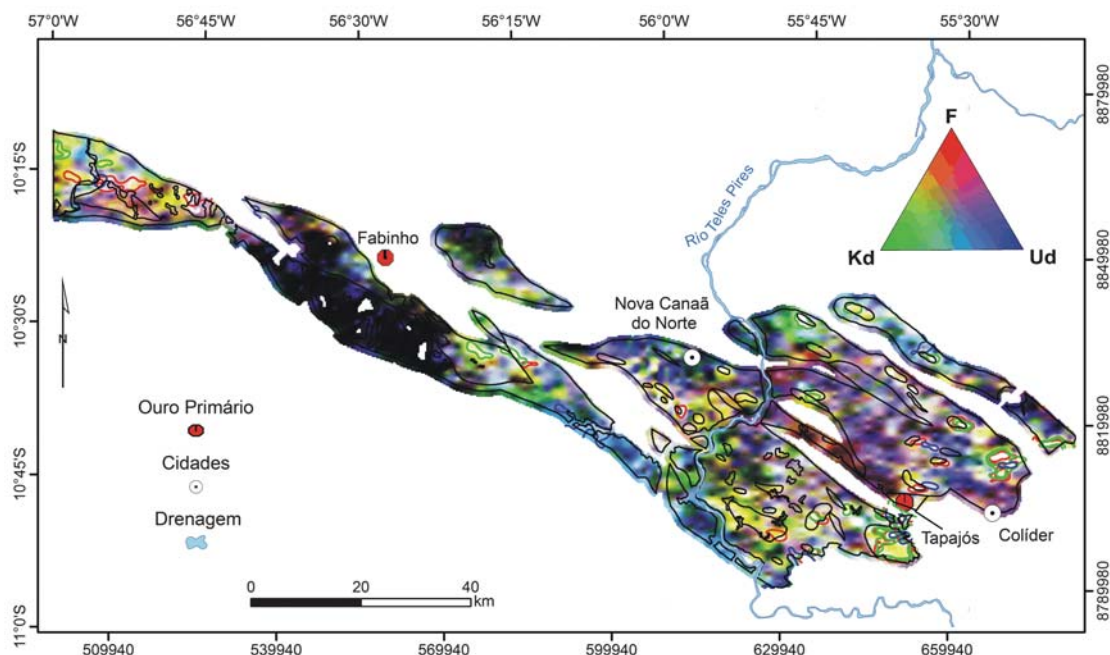 57°0'W 56°45'W 56°30'W 56°15'W 56°0'W 55°45'W 55°30'W
8879980
8849980
8819980
8789980
10°15'S
10°30'S
10°45'S
11°0'S
F
Kd
Ud
Rio Teles Pires
Fabinho
Nova Canaã
do Norte
N
Ouro Primário
Cidades
Drenagem
Tapajós
Colíder
0 20 40
km
509940 539940 569940 599940 629940 659940